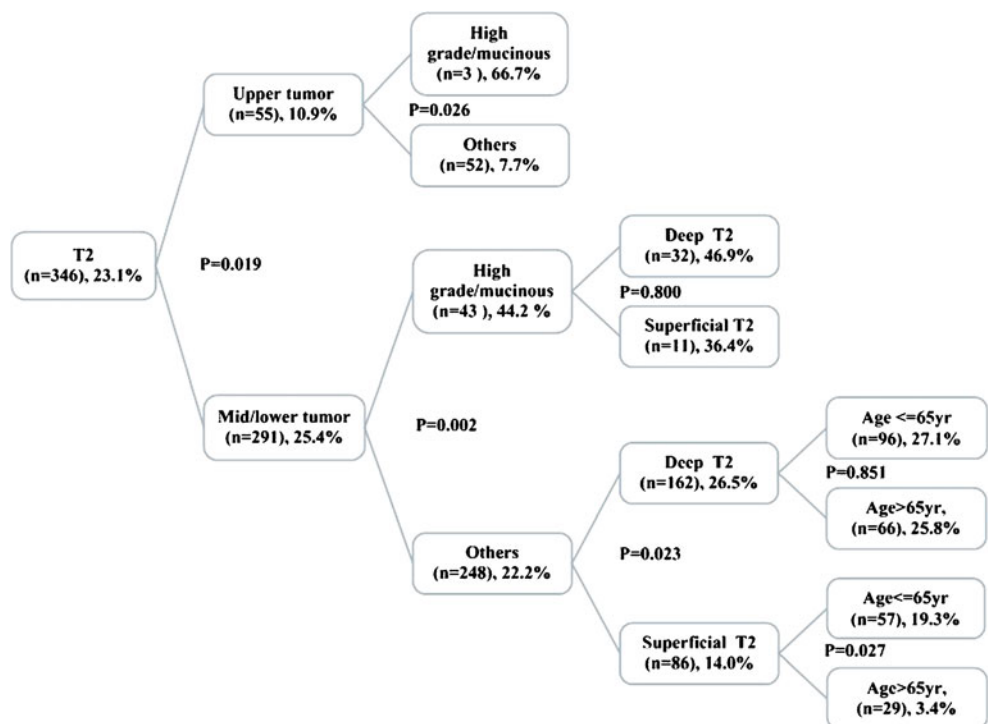 T2
(n=346), 23.1%
P=0.019
Upper tumor
(n=55), 10.9%
High
grade/mucinous
(n=3 ), 66.7%
P=0.026
Others
(n=52), 7.7%
Mid/lower tumor
(n=291), 25.4%
P=0.002
High
grade/mucinous
(n=43 ), 44.2 %
Deep T2
(n=32), 46.9%
P=0.800
Superficial T2
(n=11), 36.4%
Others
(n=248), 22.2%
P=0.023
Deep T2
(n=162), 26.5%
Age <=65yr
(n=96), 27.1%
P=0.851
Age>65yr,
(n=66), 25.8%
Superficial T2
(n=86), 14.0%
Age<=65yr
(n=57), 19.3%
P=0.027
Age>65yr,
(n=29), 3.4%